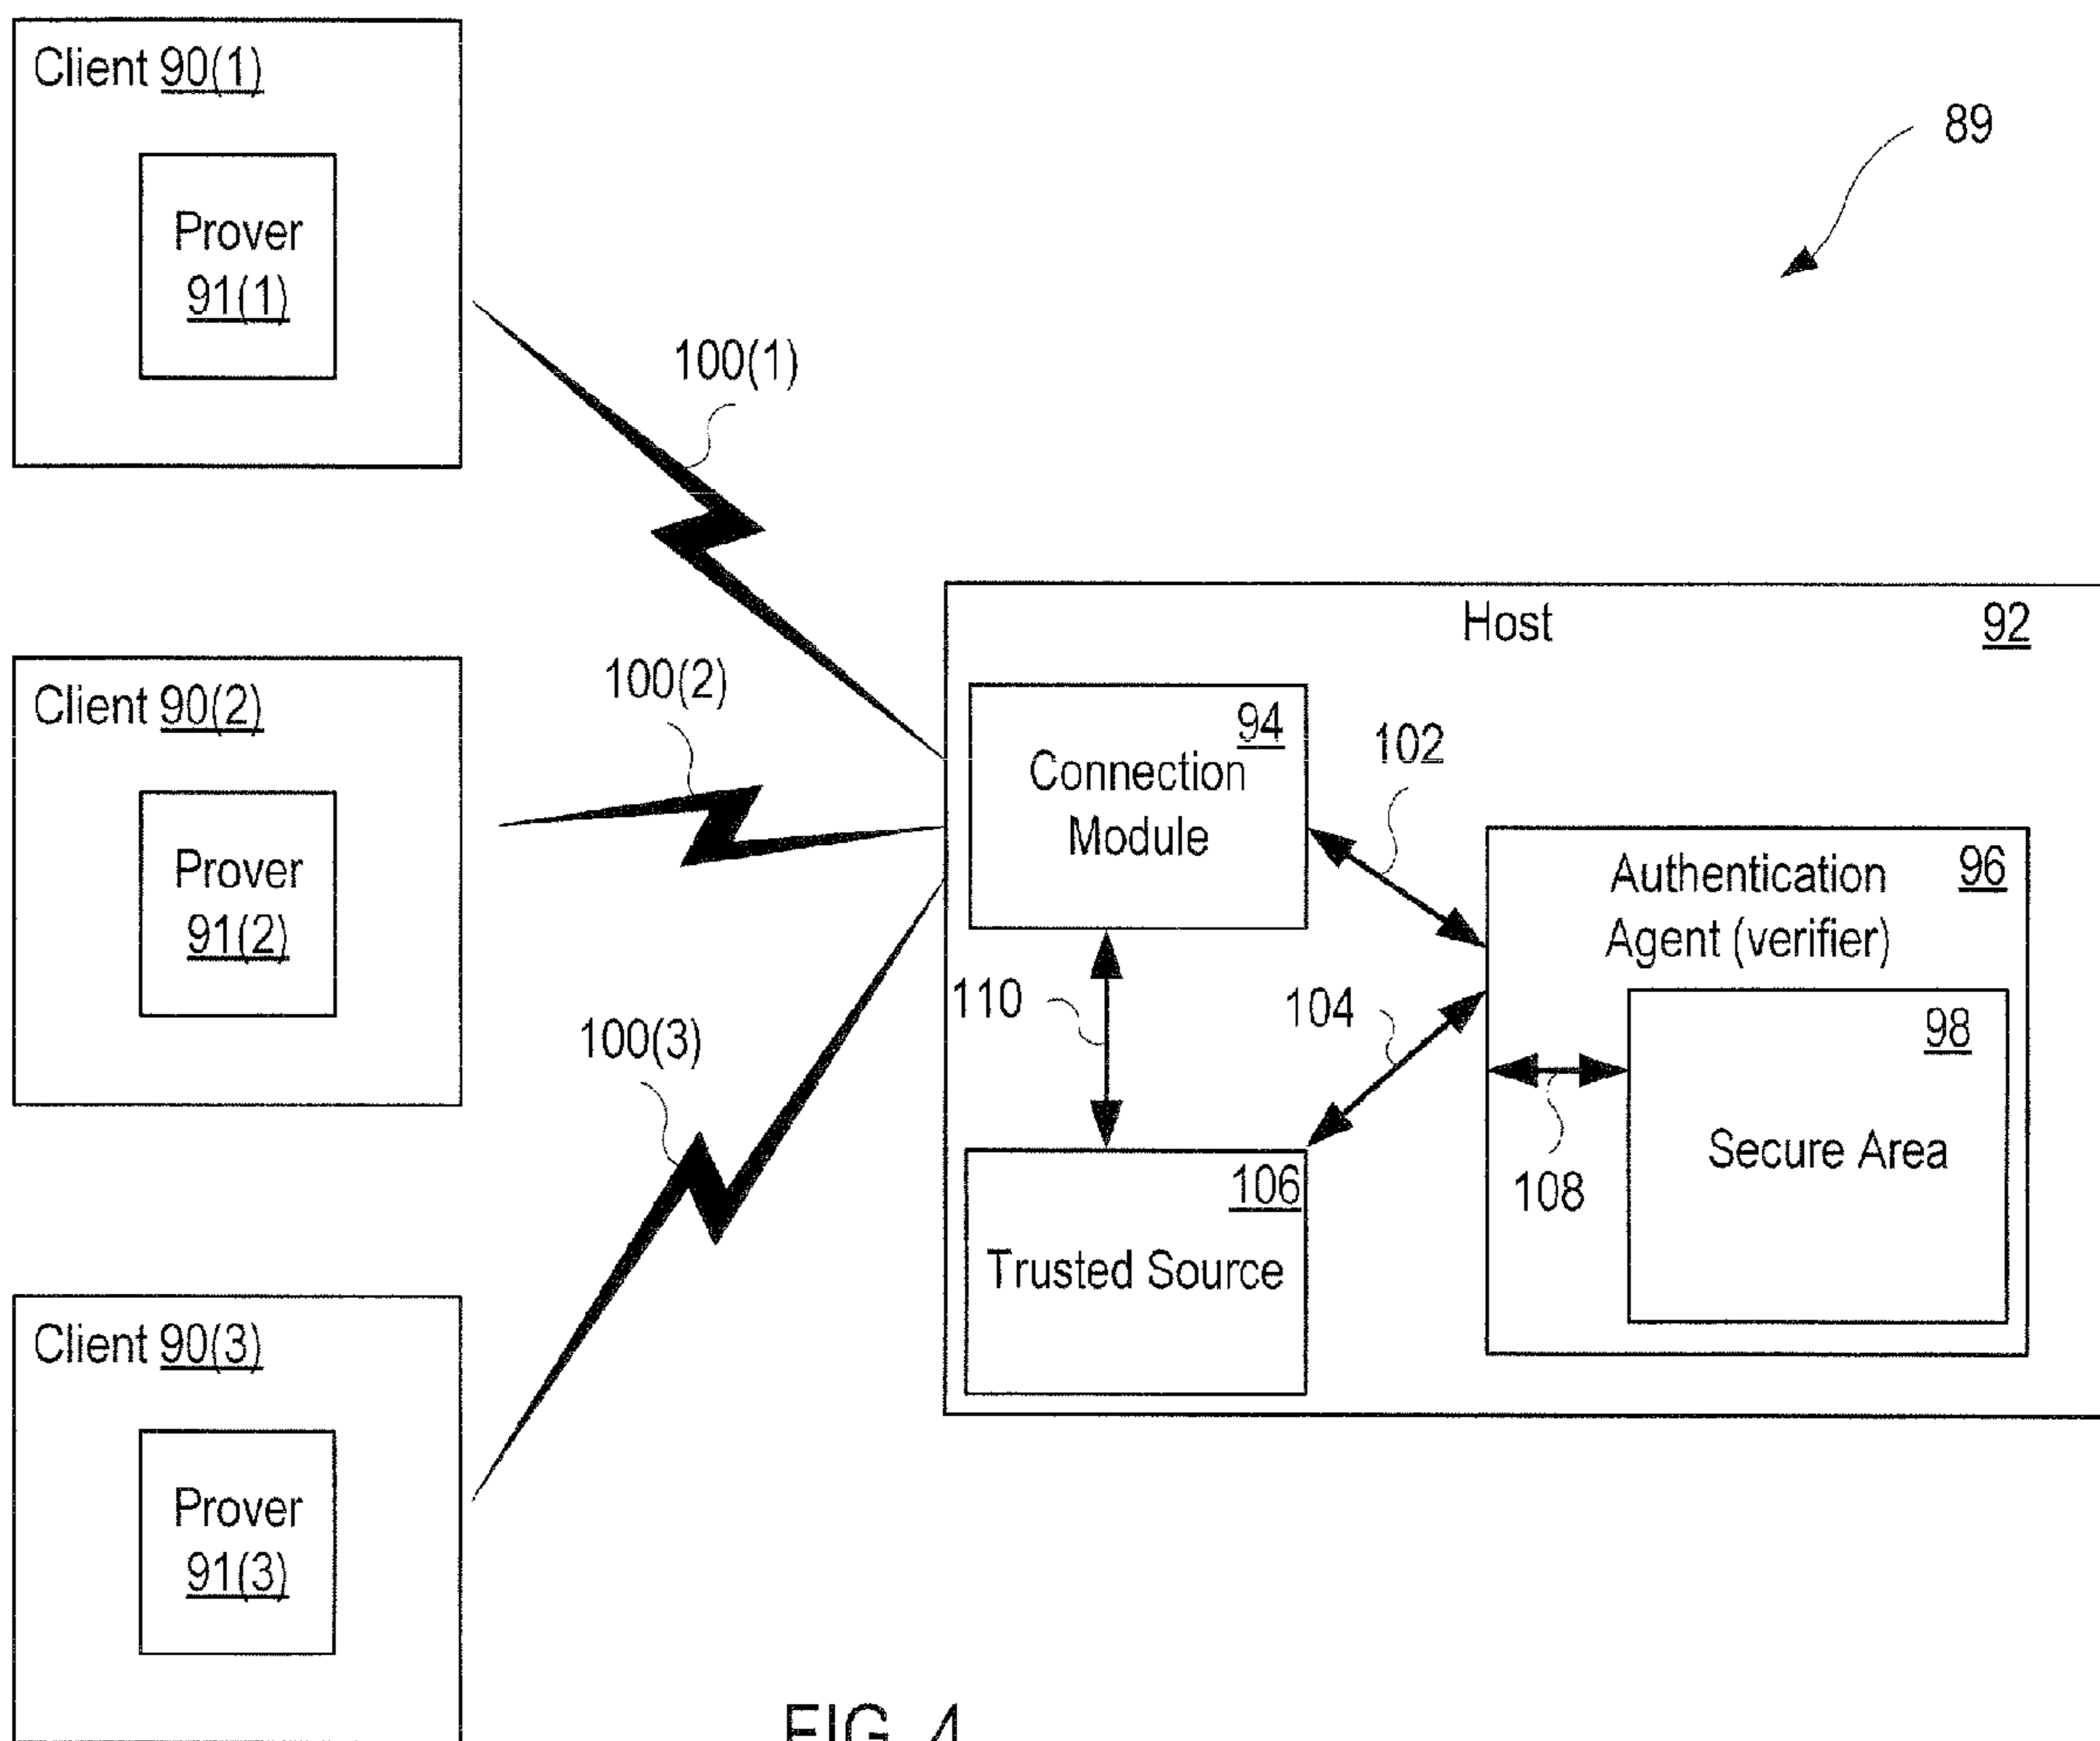 Client 90(1)
Prover
91(1)
89
100(1)
Host
92
Client 90(2)
Prover
91(2)
100(2)
94
Connection
Module
102
96
Authentication
Agent (verifier)
110
104
98
Secure Area
108
100(3)
106
Trusted Source
Client 90(3)
Prover
91(3)
FIG. 4